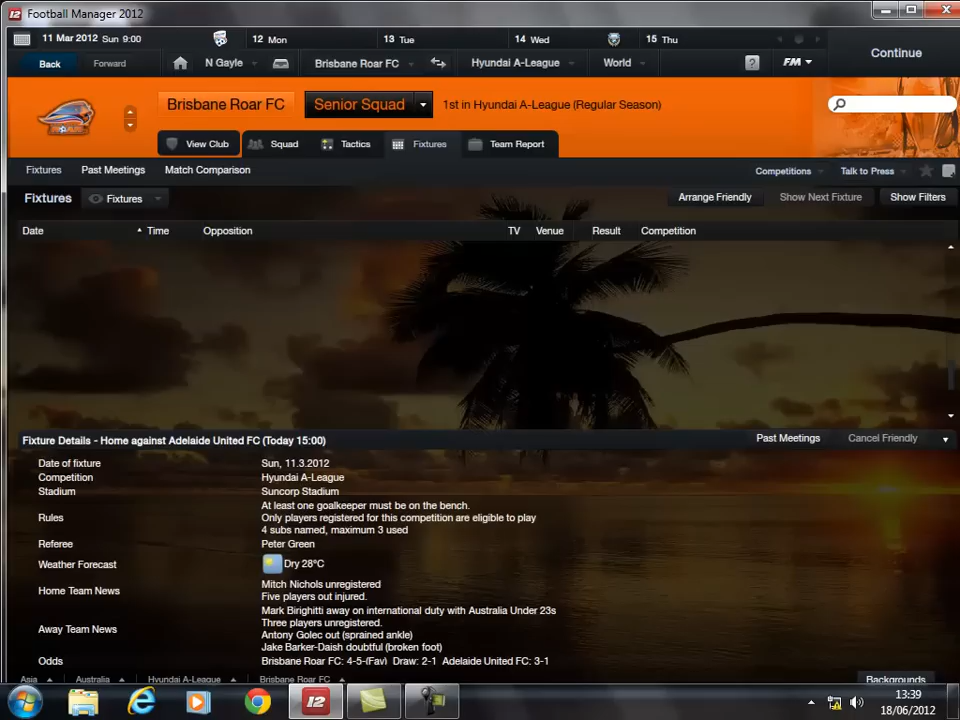 Football Manager 2012
11 Mar 2012 Sun 9:00 12 Mon 13 Tue 14 Wed 15 Thu
Continue
Back Forward N Gayle Brisbane Roar FC Hyundai A-League World ? FM
Brisbane Roar FC Senior Squad 1st in Hyundai A-League (Regular Season)
View Club Squad Tactics Fixtures Team Report
Fixtures Past Meetings Match Comparison Competitions Talk to Press
Fixtures Fixtures Arrange Friendly Show Next Fixture Show Filters
Date Time Opposition TV Venue Result Competition
Fixture Details - Home against Adelaide United FC (Today 15:00) Past Meetings Cancel Friendly
Date of fixture Sun, 11.3.2012
Competition Hyundai A-League
Stadium Suncorp Stadium
At least one goalkeeper must be on the bench.
Rules Only players registered for this competition are eligible to play
4 subs named, maximum 3 used
Referee Peter Green
Weather Forecast Dry 28°C
Mitch Nichols unregistered
Home Team News
Five players out injured.
Mark Birighitti away on international duty with Australia Under 23s
Three players unregistered.
Away Team News
Antony Golec out (sprained ankle)
Jake Barker-Daish doubtful (broken foot)
Odds Brisbane Roar FC: 4-5-(Fav) Draw: 2-1 Adelaide United FC: 3-1
Asia Australia Hyundai A-League Brisbane Roar FC Backgrounds
12
13:39
18/06/2012